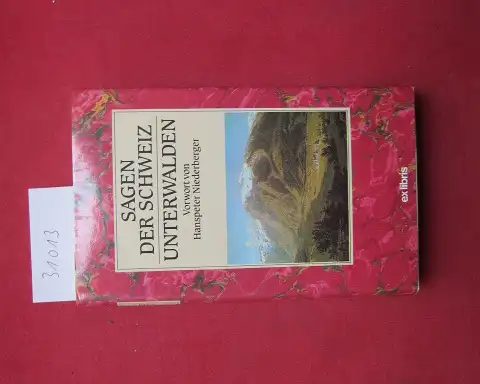 SAGEN
DER SCHWEIZ
UNTERWALDEN
Vorwort von
Hanspeter Niederberger
ex libris
31013